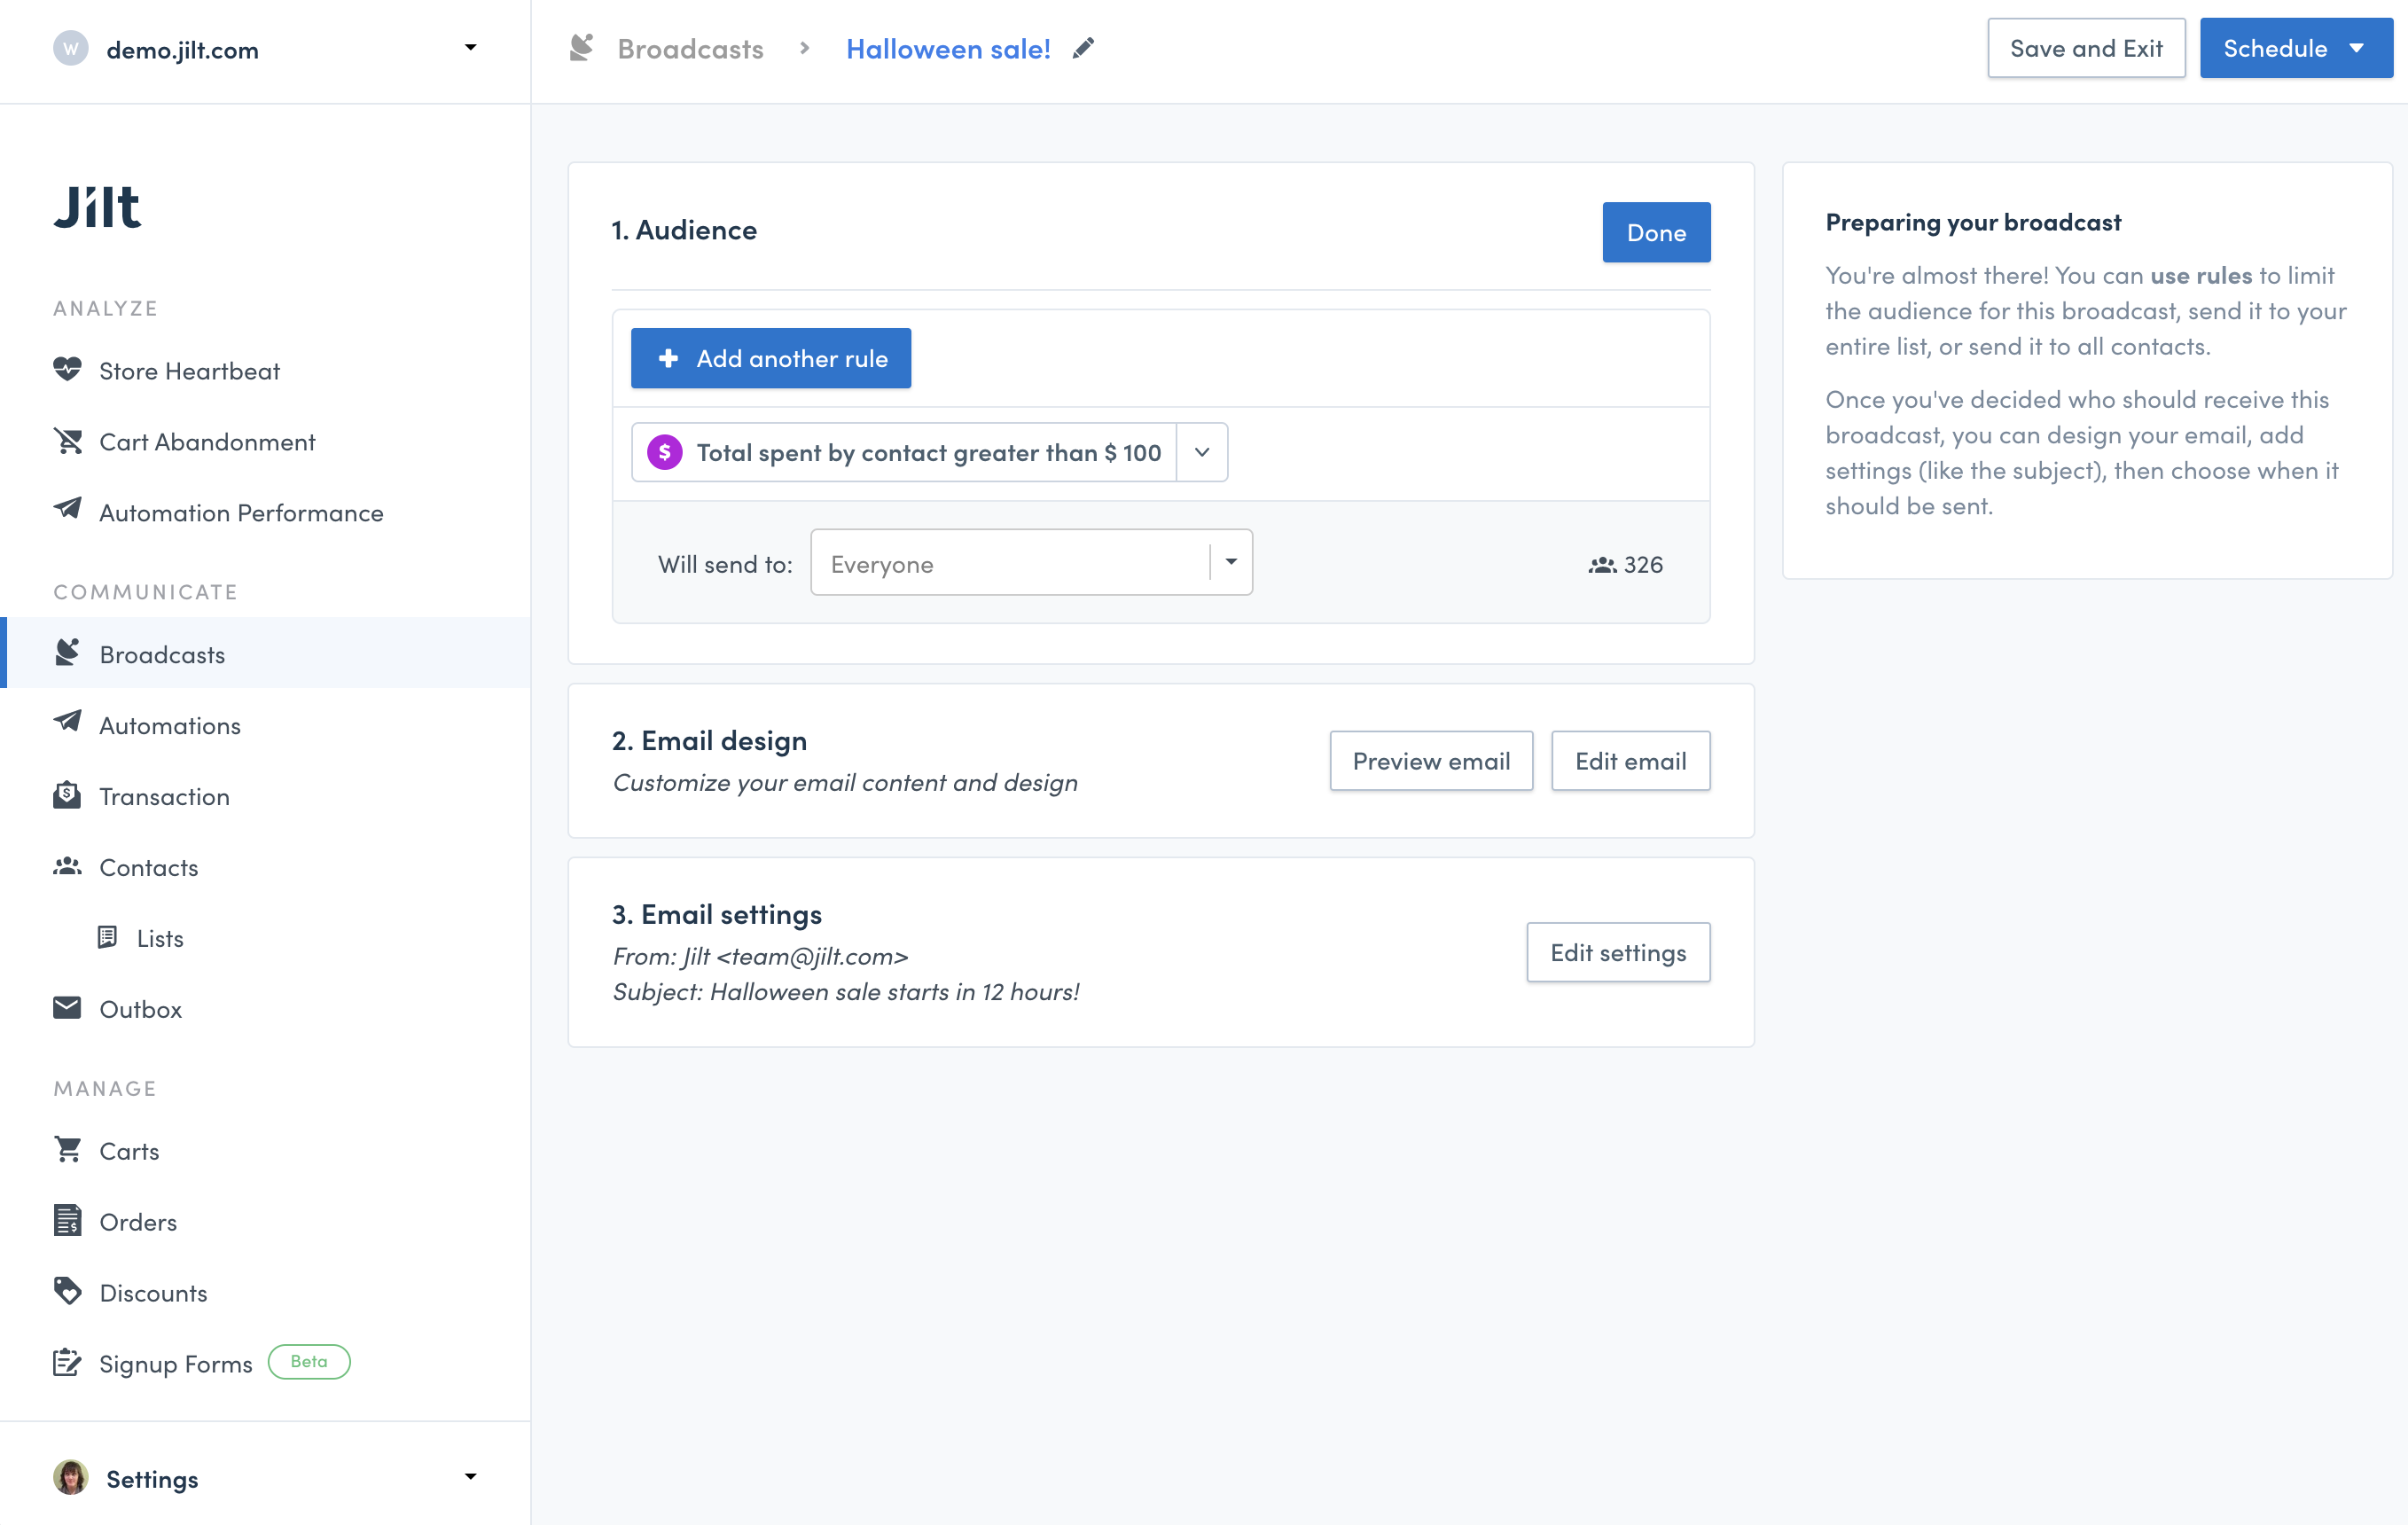 W demo.jilt.com
Broadcasts > Halloween sale!
Save and Exit
Schedule
Jilt
ANALYZE
Store Heartbeat
Cart Abandonment
Automation Performance
COMMUNICATE
Broadcasts
Automations
Transaction
Contacts
Lists
Outbox
MANAGE
Carts
Orders
Discounts
Signup Forms Beta
Settings
1. Audience
Done
+ Add another rule
$ Total spent by contact greater than $ 100
Will send to: Everyone 326
2. Email design
Customize your email content and design
Preview email
Edit email
3. Email settings
From: Jilt <team@jilt.com>
Subject: Halloween sale starts in 12 hours!
Edit settings
Preparing your broadcast
You're almost there! You can use rules to limit
the audience for this broadcast, send it to your
entire list, or send it to all contacts.
Once you've decided who should receive this
broadcast, you can design your email, add
settings (like the subject), then choose when it
should be sent.